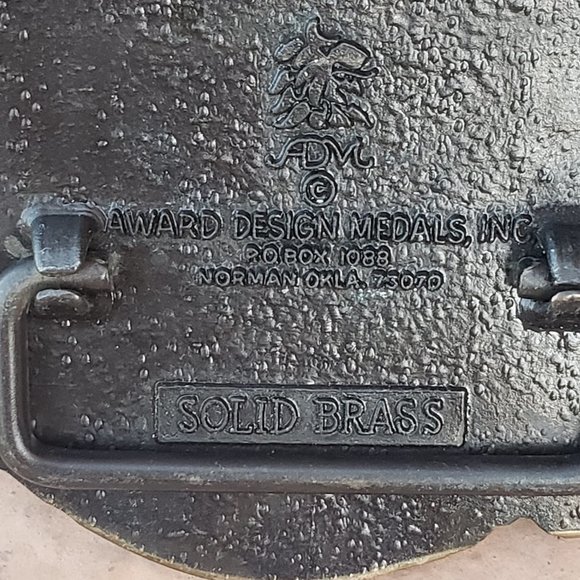 ADM
©
AWARD DESIGN MEDALS, INC.
P.O. BOX 1088
NORMAN OKLA. 73070
SOLID BRASS